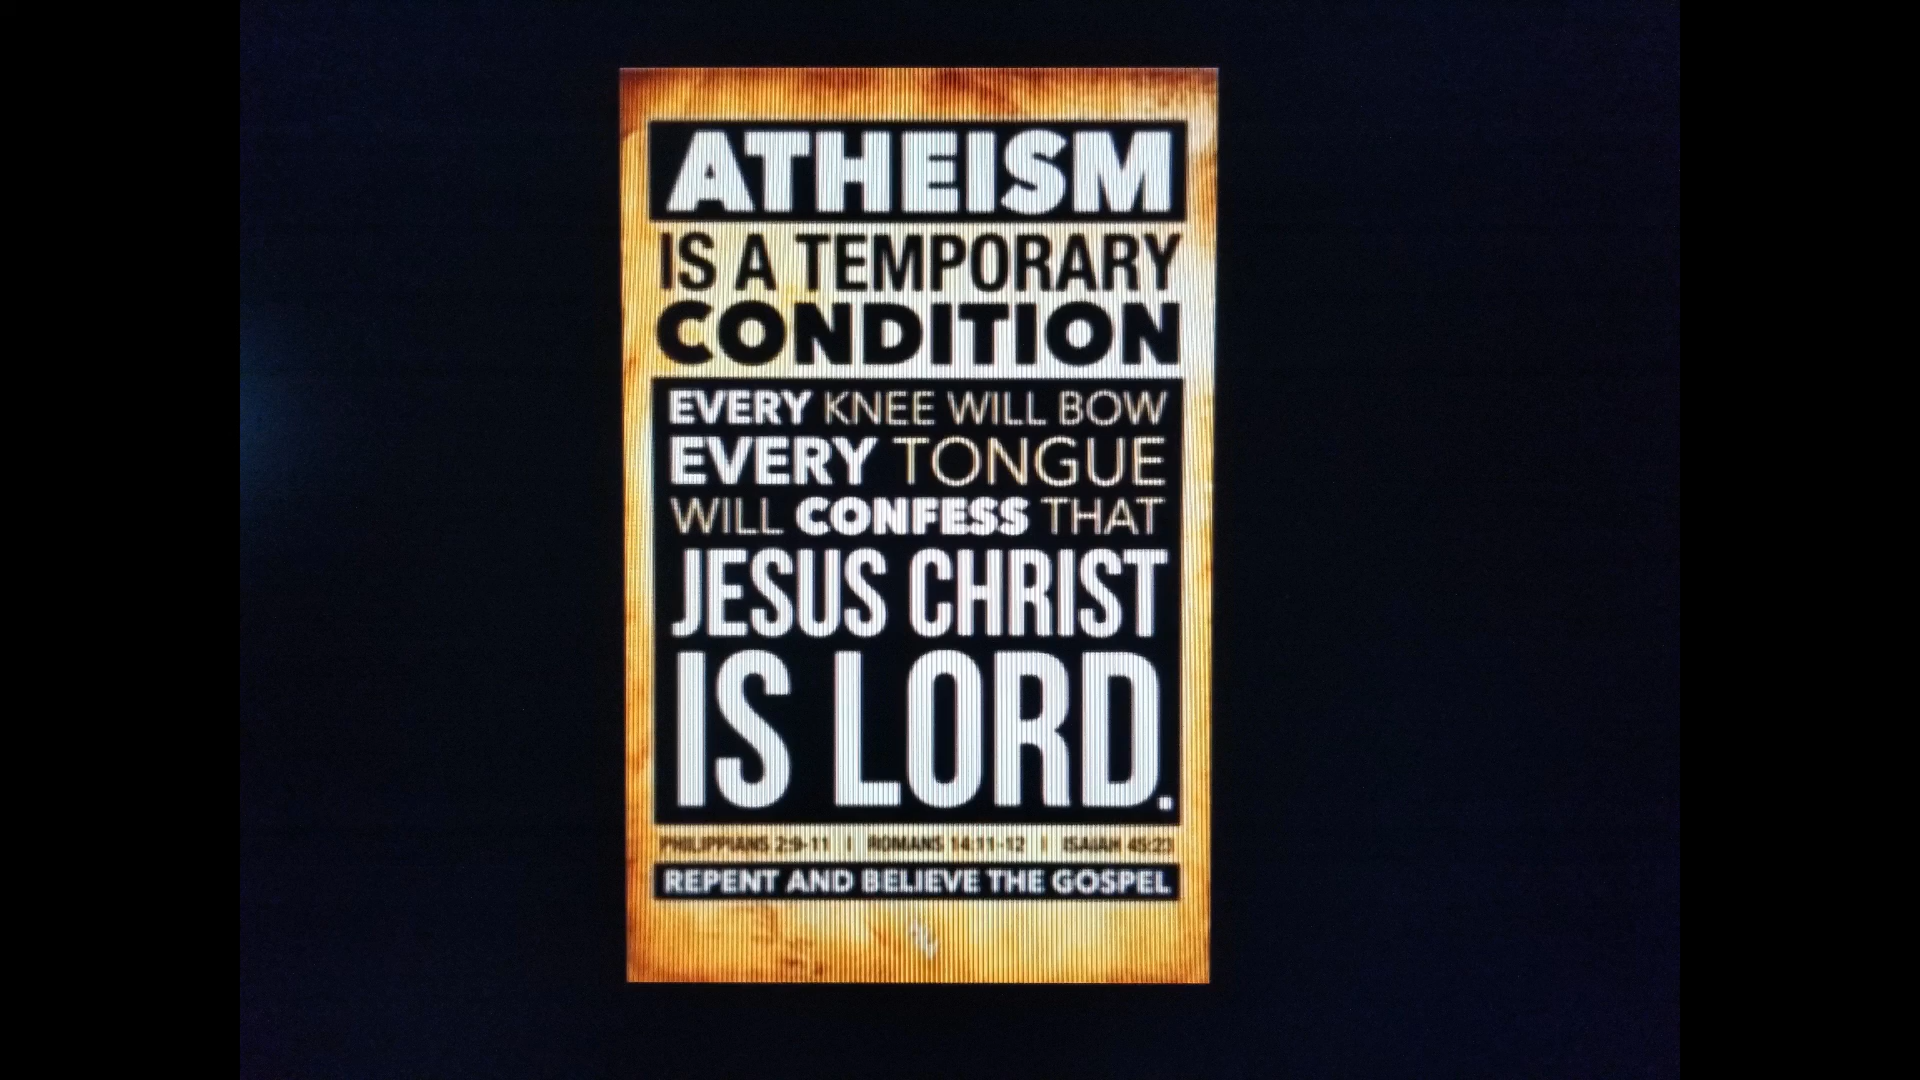 ATHEISM
IS A TEMPORARY
CONDITION
EVERY KNEE WILL BOW
EVERY TONGUE
WILL CONFESS THAT
JESUS CHRIST
IS LORD.
PHILIPPIANS 2:9-11 | ROMANS 14:11-12 | ISAIAH 45:23
REPENT AND BELIEVE THE GOSPEL